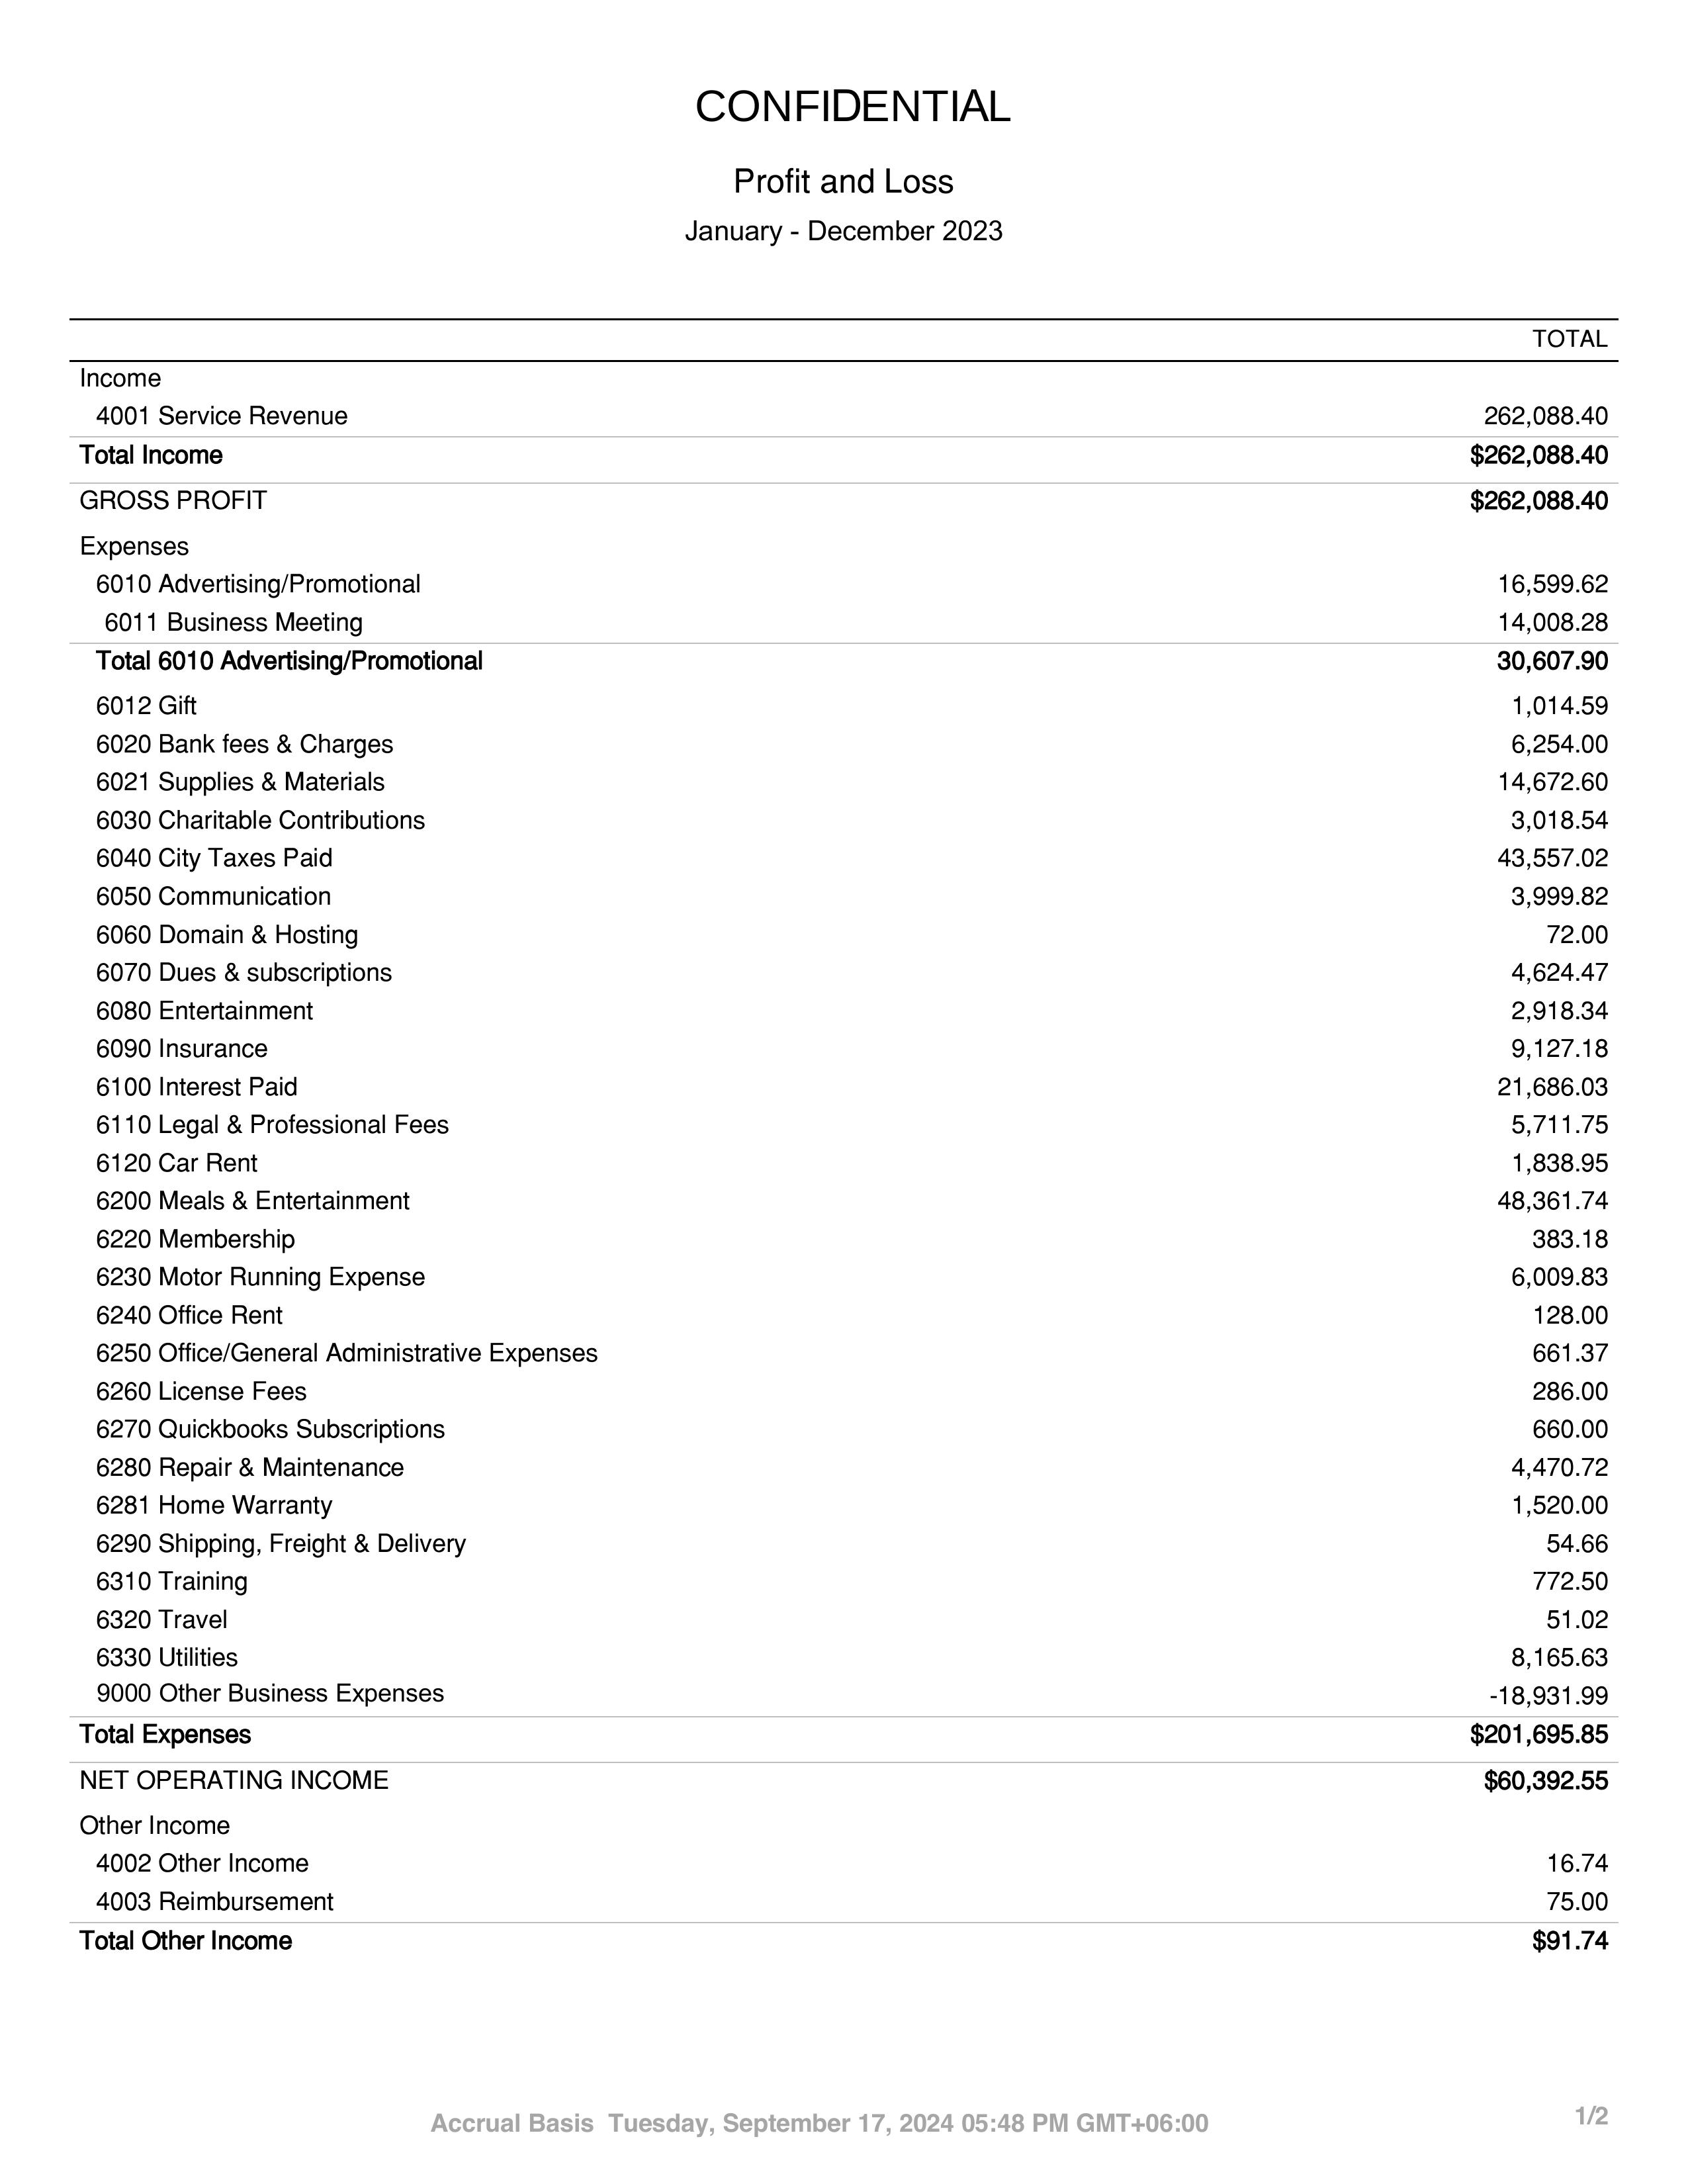 CONFIDENTIAL
Profit and Loss
January - December 2023
TOTAL
Income
4001 Service Revenue 262,088.40
Total Income $262,088.40
GROSS PROFIT $262,088.40
Expenses
6010 Advertising/Promotional 16,599.62
6011 Business Meeting 14,008.28
Total 6010 Advertising/Promotional 30,607.90
6012 Gift 1,014.59
6020 Bank fees & Charges 6,254.00
6021 Supplies & Materials 14,672.60
6030 Charitable Contributions 3,018.54
6040 City Taxes Paid 43,557.02
6050 Communication 3,999.82
6060 Domain & Hosting 72.00
6070 Dues & subscriptions 4,624.47
6080 Entertainment 2,918.34
6090 Insurance 9,127.18
6100 Interest Paid 21,686.03
6110 Legal & Professional Fees 5,711.75
6120 Car Rent 1,838.95
6200 Meals & Entertainment 48,361.74
6220 Membership 383.18
6230 Motor Running Expense 6,009.83
6240 Office Rent 128.00
6250 Office/General Administrative Expenses 661.37
6260 License Fees 286.00
6270 Quickbooks Subscriptions 660.00
6280 Repair & Maintenance 4,470.72
6281 Home Warranty 1,520.00
6290 Shipping, Freight & Delivery 54.66
6310 Training 772.50
6320 Travel 51.02
6330 Utilities 8,165.63
9000 Other Business Expenses -18,931.99
Total Expenses $201,695.85
NET OPERATING INCOME $60,392.55
Other Income
4002 Other Income 16.74
4003 Reimbursement 75.00
Total Other Income $91.74
Accrual Basis Tuesday, September 17, 2024 05:48 PM GMT+06:00 1/2